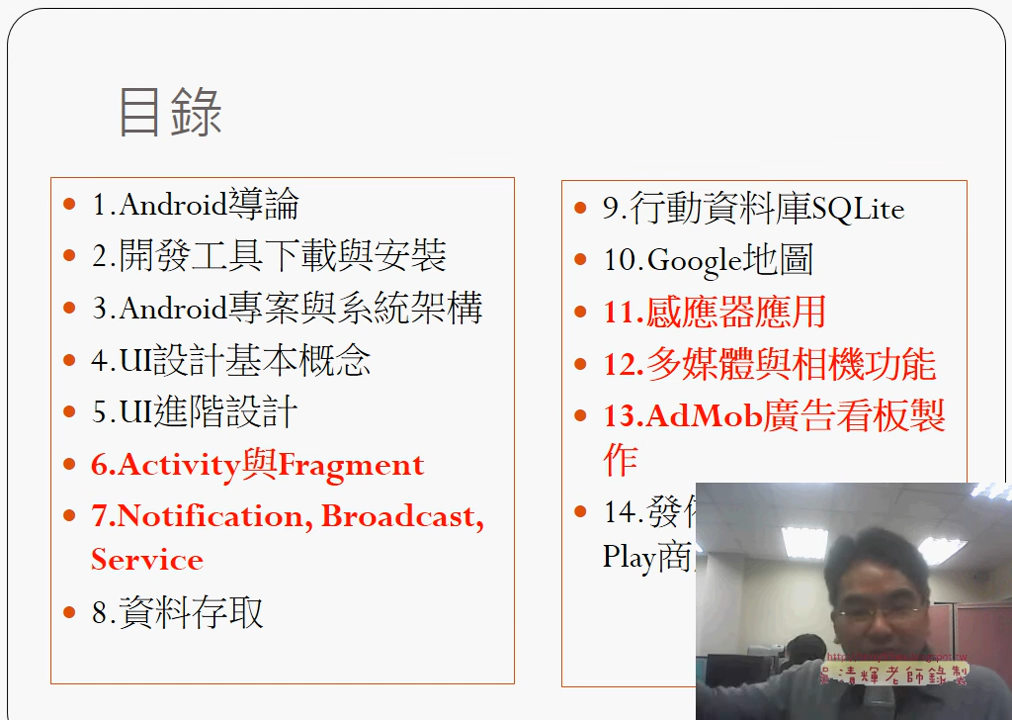 目錄
1.Android導論
2.開發工具下載與安裝
3.Android專案與系統架構
4.UI設計基本概念
5.UI進階設計
6.Activity與Fragment
7.Notification, Broadcast,
Service
8.資料存取
9.行動資料庫SQLite
10.Google地圖
11.感應器應用
12.多媒體與相機功能
13.AdMob廣告看板製
作
14.發
Play商
清輝老師錄製